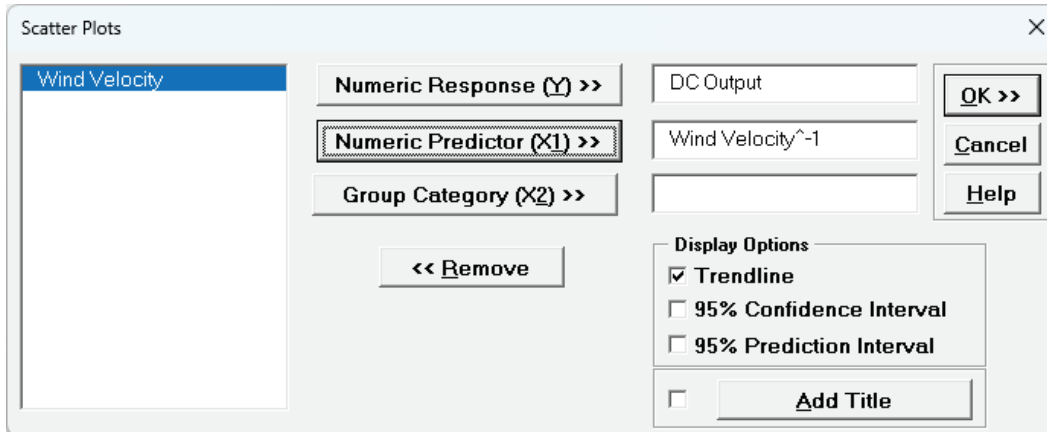 Scatter Plots
Wind Velocity
Numeric Response (Y) >>
DC Output
OK >>
Numeric Predictor (X1) >>
Wind Velocity^-1
Cancel
Group Category (X2) >>
Help
<< Remove
Display Options
Trendline
95% Confidence Interval
95% Prediction Interval
Add Title